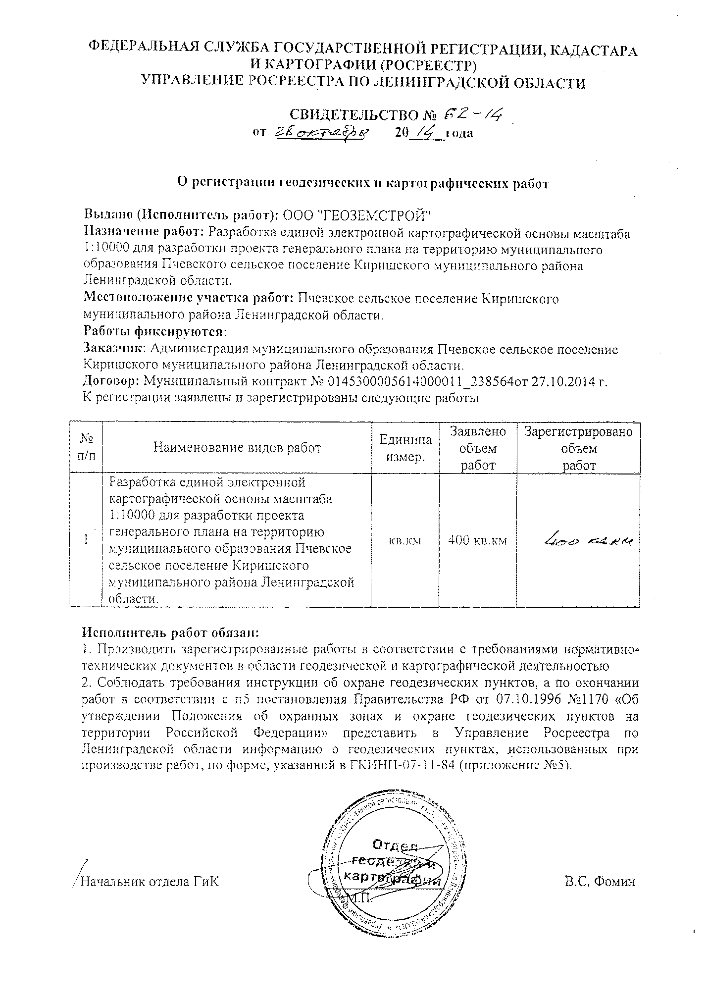 ФЕДЕРАЛЬНАЯ СЛУЖБА ГОСУДАРСТВЕННОЙ РЕГИСТРАЦИИ, КАДАСТАРА
И КАРТОГРАФИИ (РОСРЕЕСТР)
УПРАВЛЕНИЕ РОСРЕЕСТРА ПО ЛЕНИНГРАДСКОЙ ОБЛАСТИ
СВИДЕТЕЛЬСТВО № 62-14
от 28 октября 2014 года
О регистрации геодезических и картографических работ
Выдано (Исполнитель работ): ООО "ГЕОЗЕМСТРОЙ"
Назначение работ: Разработка единой электронной картографической основы масштаба
1:10000 для разработки проекта генерального плана на территорию муниципального
образования Пчевского сельское поселение Киришского муниципального района
Ленинградской области.
Местоположение участка работ: Пчевское сельское поселение Киришского
муниципального района Ленинградской области.
Работы фиксируются:
Заказчик: Администрация муниципального образования Пчевское сельское поселение
Киришского муниципального района Ленинградской области.
Договор: Муниципальный контракт № 0145300005614000011_238564от 27.10.2014 г.
К регистрации заявлены и зарегистрированы следующие работы
№ п/п
Наименование видов работ
Единица измер.
Заявлено объем работ
Зарегистрировано объем работ
1
Разработка единой электронной
картографической основы масштаба
1:10000 для разработки проекта
генерального плана на территорию
муниципального образования Пчевское
сельское поселение Киришского
муниципального района Ленинградской
области.
кв.км
400 кв.км
400 кв.км
Исполнитель работ обязан:
1. Производить зарегистрированные работы в соответствии с требованиями нормативно-
технических документов в области геодезической и картографической деятельностью
2. Соблюдать требования инструкции об охране геодезических пунктов, а по окончании
работ в соответствии с п5 постановления Правительства РФ от 07.10.1996 №1170 «Об
утверждении Положения об охранных зонах и охране геодезических пунктов на
территории Российской Федерации» представить в Управление Росреестра по
Ленинградской области информацию о геодезических пунктах, использованных при
производстве работ, по форме, указанной в ГКИНП-07-11-84 (приложение №5).
Отдел
геодезии и
картографии
Начальник отдела ГиК
М.П.
В.С. Фомин